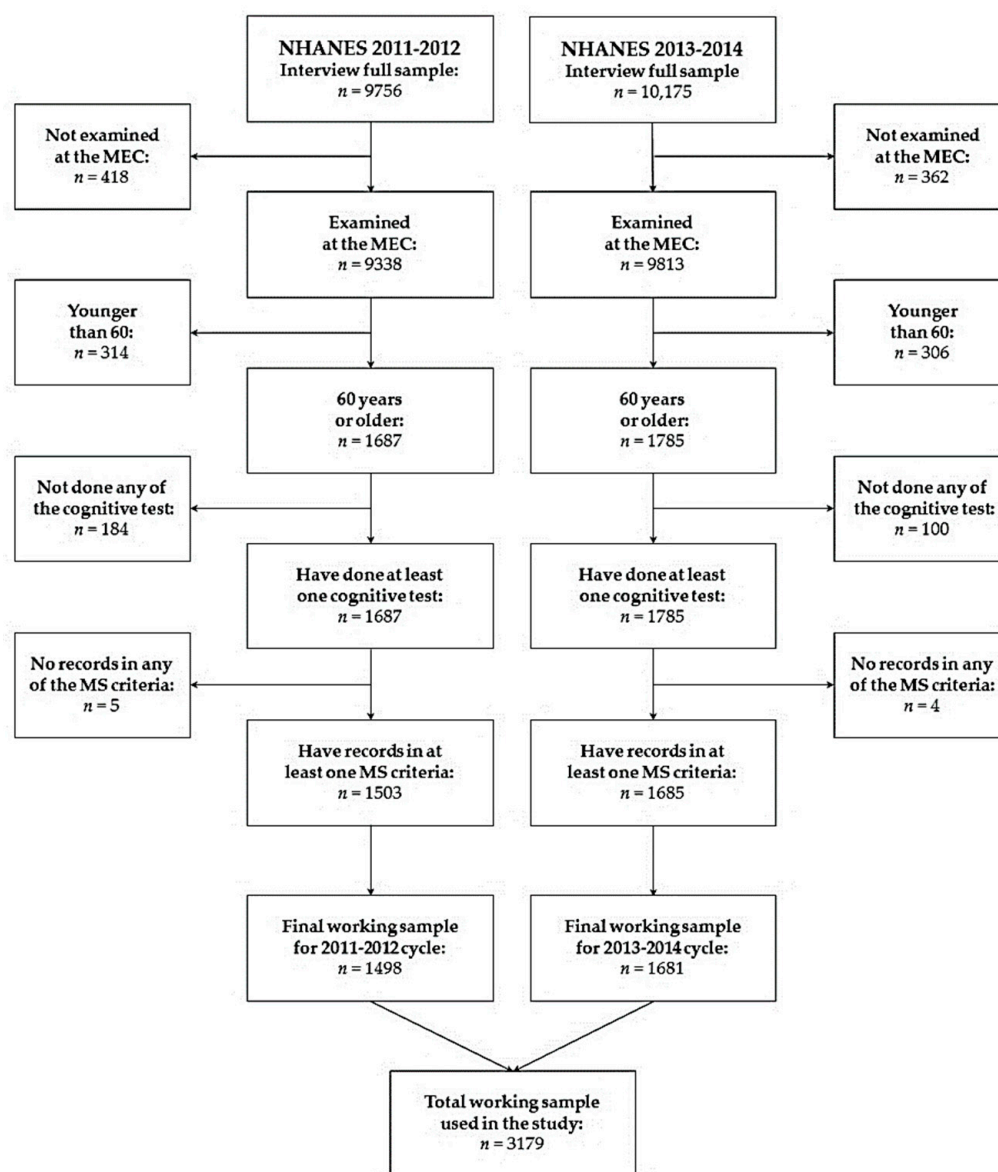 NHANES 2011-2012
Interview full sample:
n = 9756
NHANES 2013-2014
Interview full sample
n = 10,175
Not examined
at the MEC:
n = 418
Not examined
at the MEC:
n = 362
Examined
at the MEC:
n = 9338
Examined
at the MEC:
n = 9813
Younger
than 60:
n = 314
Younger
than 60:
n = 306
60 years
or older:
n = 1687
60 years
or older:
n = 1785
Not done any of
the cognitive test:
n = 184
Not done any of
the cognitive test:
n = 100
Have done at least
one cognitive test:
n = 1687
Have done at least
one cognitive test:
n = 1785
No records in any
of the MS criteria:
n = 5
No records in any
of the MS criteria:
n = 4
Have records in at
least one MS criteria:
n = 1503
Have records in at
least one MS criteria:
n = 1685
Final working sample
for 2011-2012 cycle:
n = 1498
Final working sample
for 2013-2014 cycle:
n = 1681
Total working sample
used in the study:
n = 3179